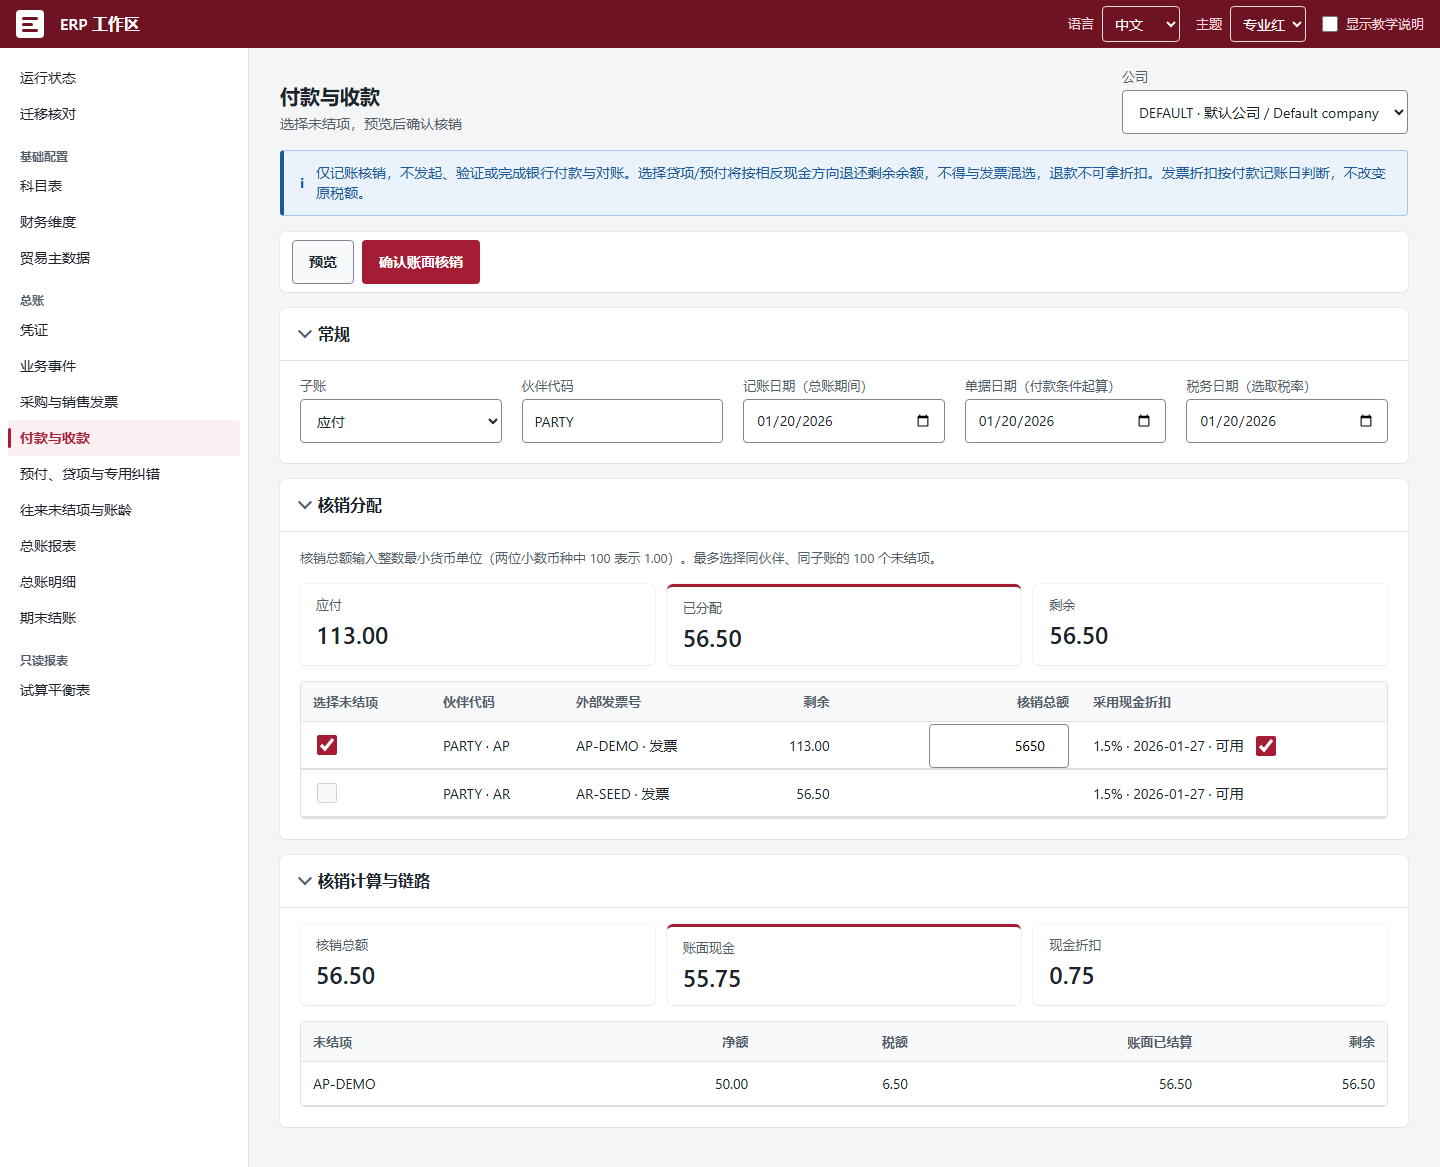 ERP 工作区
语言
中文
主题
专业红
显示教学说明
运行状态
迁移核对
基础配置
科目表
财务维度
贸易主数据
总账
凭证
业务事件
采购与销售发票
付款与收款
预付、贷项与专用纠错
往来未结项与账龄
总账报表
总账明细
期末结账
只读报表
试算平衡表
付款与收款
选择未结项，预览后确认核销
公司
DEFAULT · 默认公司 / Default company
i 仅记账核销，不发起、验证或完成银行付款与对账。选择贷项/预付将按相反现金方向退还剩余余额，不得与发票混选，退款不可拿折扣。发票折扣按付款记账日判断，不改变
原税额。
预览
确认账面核销
常规
子账
伙伴代码
记账日期（总账期间）
单据日期（付款条件起算）
税务日期（选取税率）
应付
PARTY
01/20/2026
01/20/2026
01/20/2026
核销分配
核销总额输入整数最小货币单位（两位小数币种中 100 表示 1.00）。最多选择同伙伴、同子账的 100 个未结项。
应付
113.00
已分配
56.50
剩余
56.50
选择未结项 伙伴代码 外部发票号 剩余 核销总额 采用现金折扣
PARTY · AP AP-DEMO · 发票 113.00 5650 1.5% · 2026-01-27 · 可用
PARTY · AR AR-SEED · 发票 56.50 1.5% · 2026-01-27 · 可用
核销计算与链路
核销总额
56.50
账面现金
55.75
现金折扣
0.75
未结项 净额 税额 账面已结算 剩余
AP-DEMO 50.00 6.50 56.50 56.50